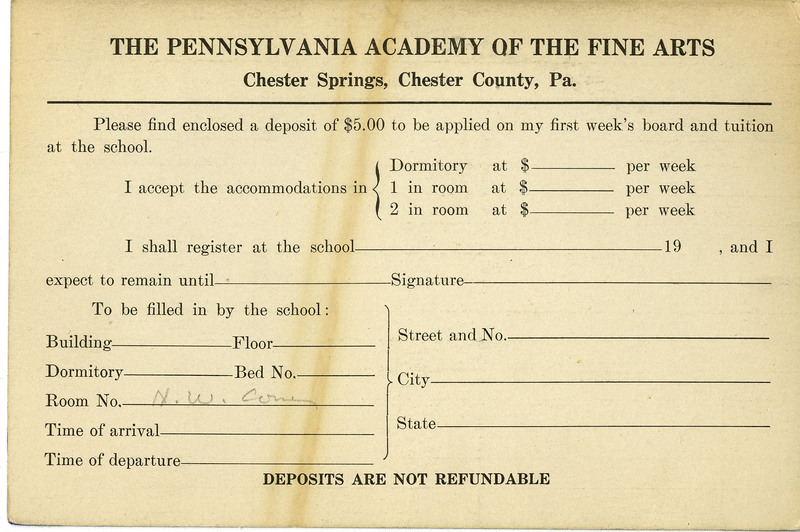 THE PENNSYLVANIA ACADEMY OF THE FINE ARTS
Chester Springs, Chester County, Pa.
Please find enclosed a deposit of $5.00 to be applied on my first week's board and tuition
at the school.
I accept the accommodations in
Dormitory at $ per week
1 in room at $ per week
2 in room at $ per week
I shall register at the school 19 , and I
expect to remain until Signature
To be filled in by the school:
Building Floor
Dormitory Bed No.
Room No. N. W. Corner
Time of arrival
Time of departure
Street and No.
City
State
DEPOSITS ARE NOT REFUNDABLE